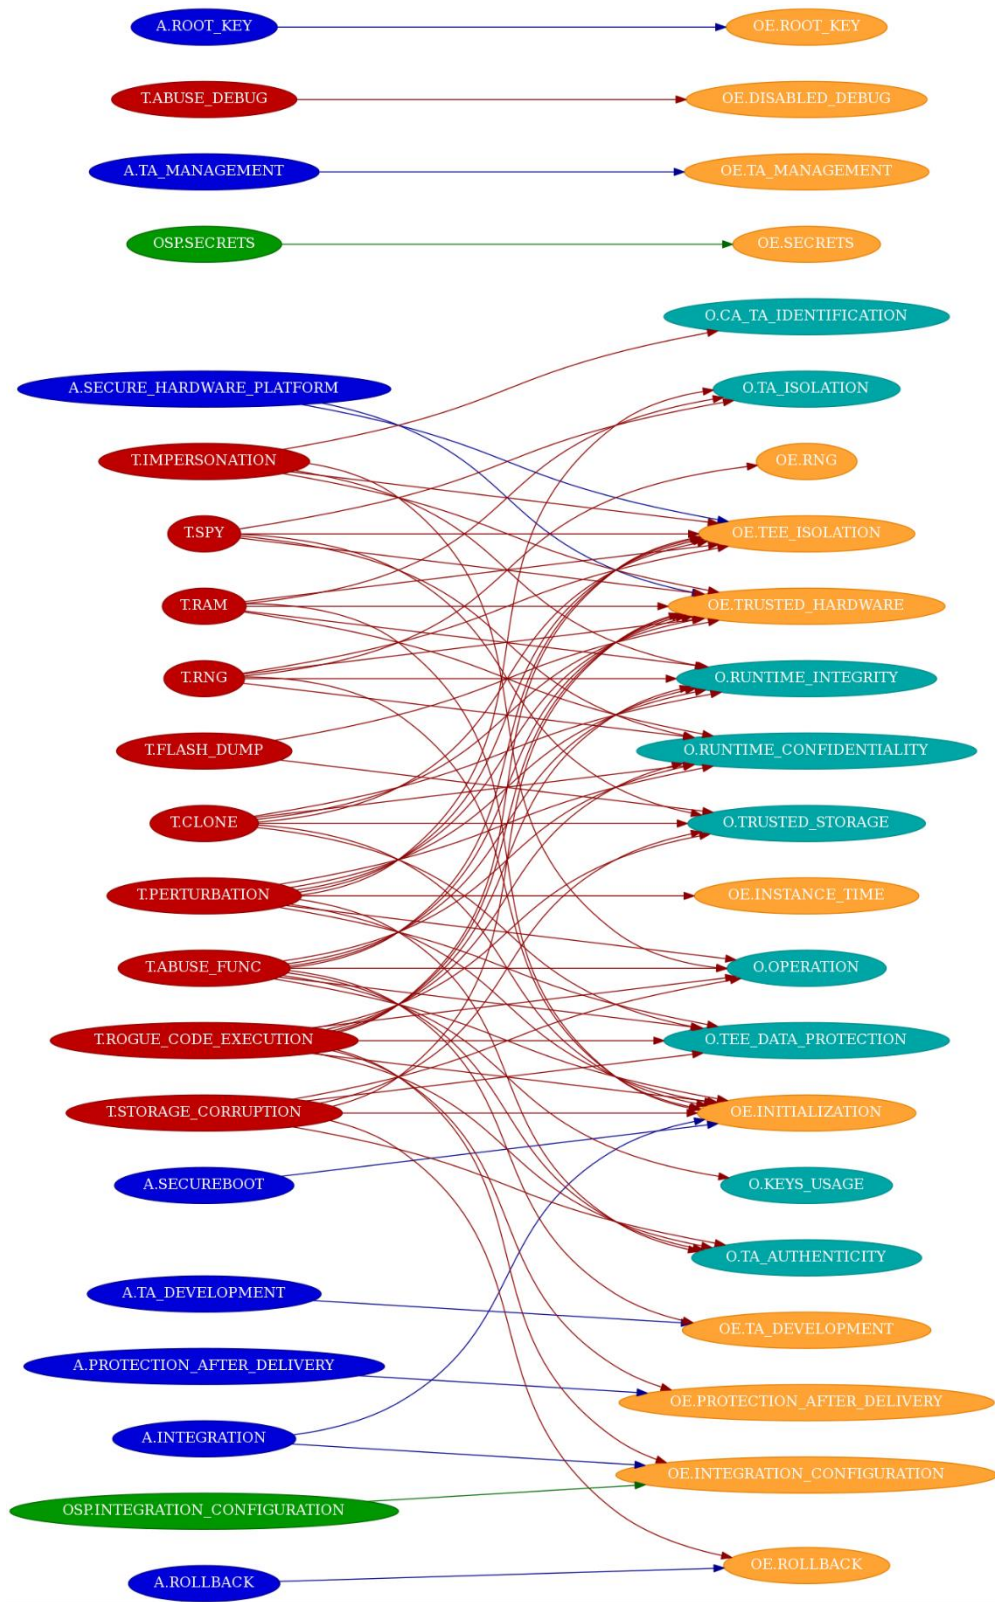 A.ROOT_KEY
OE.ROOT_KEY
T.ABUSE_DEBUG
OE.DISABLED_DEBUG
A.TA_MANAGEMENT
OE.TA_MANAGEMENT
OSP.SECRETS
OE.SECRETS
O.CA_TA_IDENTIFICATION
A.SECURE_HARDWARE_PLATFORM
O.TA_ISOLATION
T.IMPERSONATION
OE.RNG
T.SPY
OE.TEE_ISOLATION
T.RAM
OE.TRUSTED_HARDWARE
T.RNG
O.RUNTIME_INTEGRITY
T.FLASH_DUMP
O.RUNTIME_CONFIDENTIALITY
T.CLONE
O.TRUSTED_STORAGE
T.PERTURBATION
OE.INSTANCE_TIME
T.ABUSE_FUNC
O.OPERATION
T.ROGUE_CODE_EXECUTION
O.TEE_DATA_PROTECTION
T.STORAGE_CORRUPTION
OE.INITIALIZATION
A.SECUREBOOT
O.KEYS_USAGE
O.TA_AUTHENTICITY
A.TA_DEVELOPMENT
OE.TA_DEVELOPMENT
A.PROTECTION_AFTER_DELIVERY
OE.PROTECTION_AFTER_DELIVERY
A.INTEGRATION
OE.INTEGRATION_CONFIGURATION
OSP.INTEGRATION_CONFIGURATION
OE.ROLLBACK
A.ROLLBACK